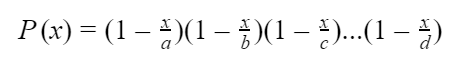 P(x) = (1 – x/a)(1 – x/b)(1 – x/c)...(1 – x/d)